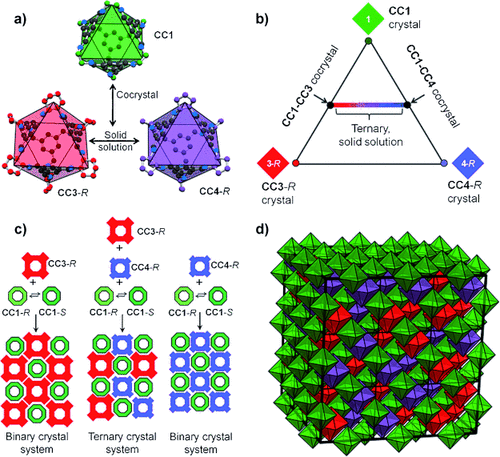 a)
CC1
Cocrystal
Solid
solution
CC3-R
CC4-R
b)
1
CC1
crystal
CC1-CC3 cocrystal
CC1-CC4
cocrystal
Ternary,
solid solution
3-R
4-R
CC3-R
crystal
CC4-R
crystal
c)
CC3-R
+
CC3-R
CC4-R
CC4-R
+
+
+
CC1-R
CC1-S
CC1-R
CC1-S
CC1-R
CC1-S
Binary crystal
system
Ternary crystal
system
Binary crystal
system
d)